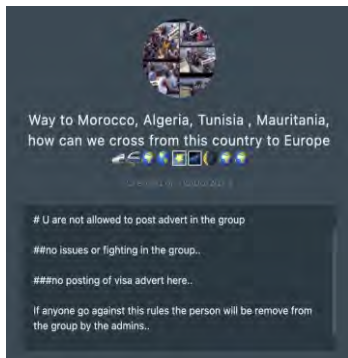 Way to Morocco, Algeria, Tunisia , Mauritania,
how can we cross from this country to Europe
# U are not allowed to post advert in the group
##no issues or fighting in the group..
###no posting of visa advert here..
If anyone go against this rules the person will be remove
from the group by the admins..